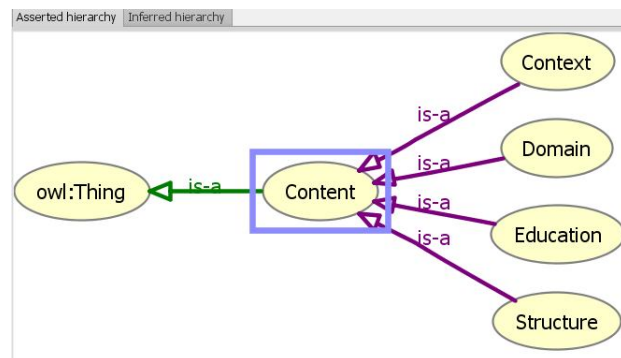 Asserted hierarchy Inferred hierarchy
Context
is-a
Domain
is-a
owl:Thing
is-a
Content
is-a
Education
is-a
Structure